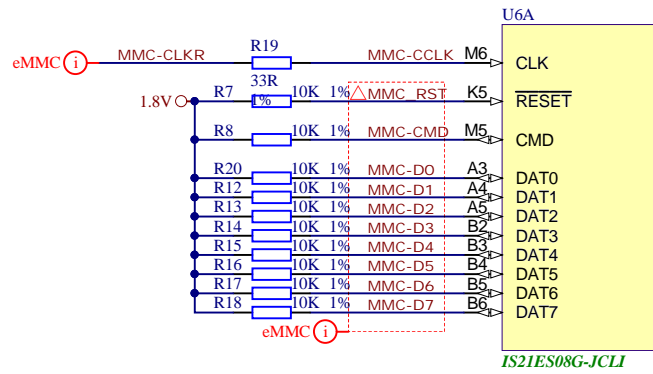 U6A
R19
MMC-CLKR
MMC-CCLK
M6
CLK
eMMC i
33R
1%
R7
10K 1%
MMC_RST
K5
RESET
1.8V
R8
10K 1%
MMC-CMD
M5
CMD
R20
10K 1%
MMC-D0
A3
DAT0
R12
10K 1%
MMC-D1
A4
DAT1
R13
10K 1%
MMC-D2
A5
DAT2
R14
10K 1%
MMC-D3
B2
DAT3
R15
10K 1%
MMC-D4
B3
DAT4
R16
10K 1%
MMC-D5
B4
DAT5
R17
10K 1%
MMC-D6
B5
DAT6
R18
10K 1%
MMC-D7
B6
DAT7
eMMC i
IS21ES08G-JCLI